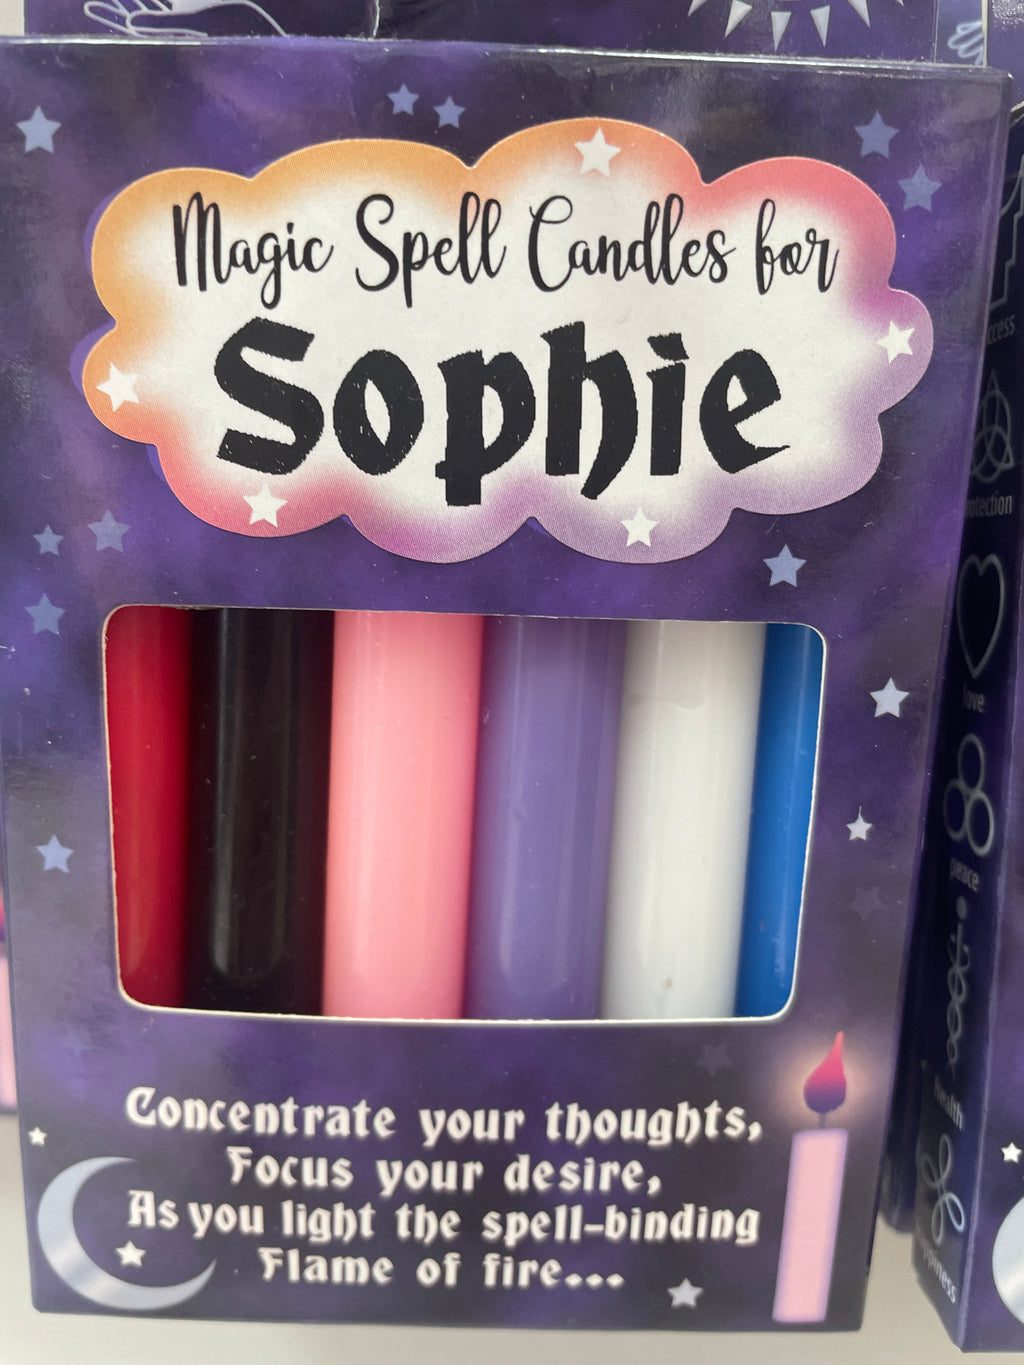 Magic Spell Candles for
Sophie
Concentrate your thoughts,
Focus your desire,
As you light the spell-binding
Flame of fire...
love
peace
health